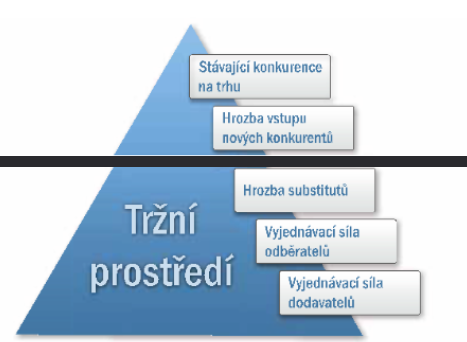 Stávající konkurence
na trhu
Hrozba vstupu
nových konkurentů
Hrozba substitutů
Tržní
prostředí
Vyjednávací síla
odběratelů
Vyjednávací síla
dodavatelů